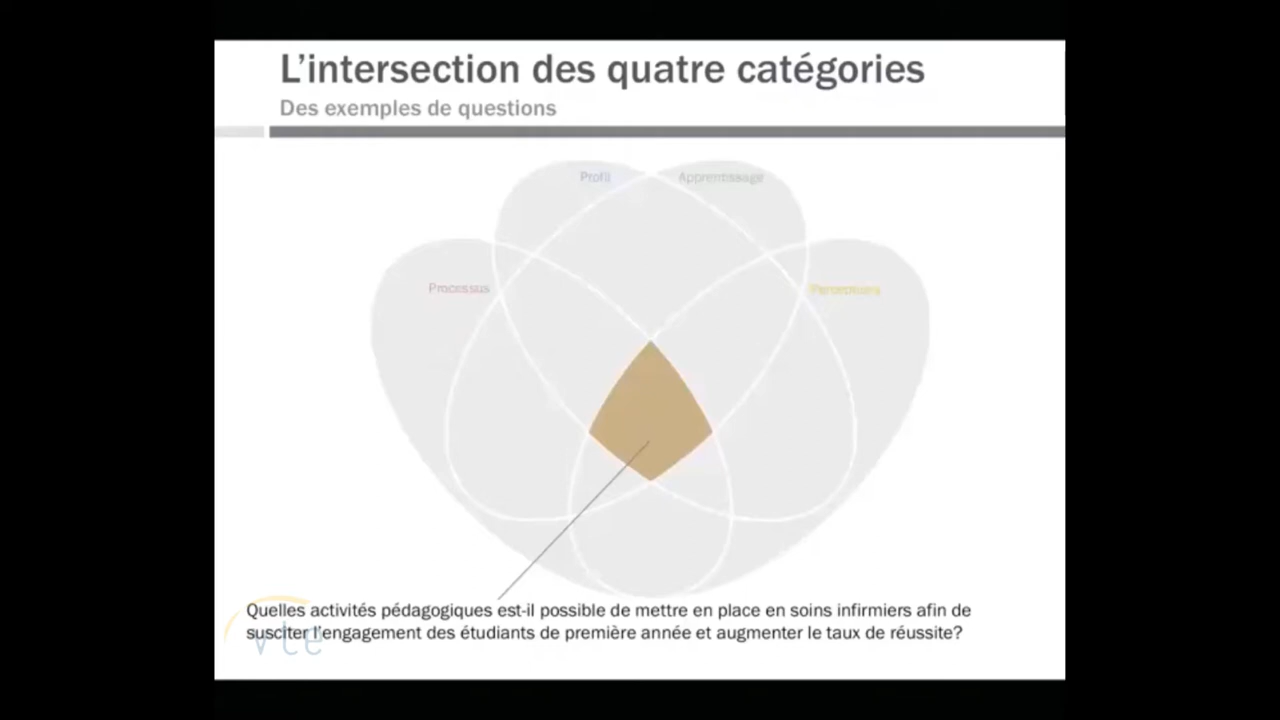 L'intersection des quatre catégories
Des exemples de questions
Profil
Apprentissage
Processus
Perceptions
Quelles activités pédagogiques est-il possible de mettre en place en soins infirmiers afin de
susciter l'engagement des étudiants de première année et augmenter le taux de réussite?
vte